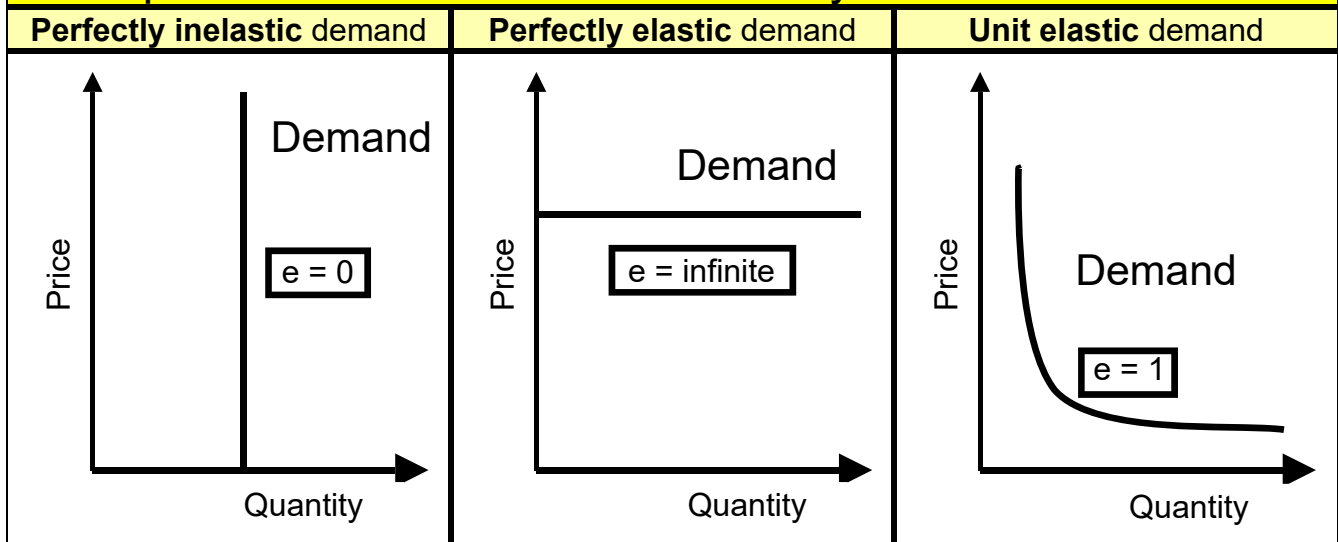 Perfectly inelastic demand
Perfectly elastic demand
Unit elastic demand
Demand
e = 0
Price
Quantity
Demand
e = infinite
Price
Quantity
Demand
e = 1
Price
Quantity